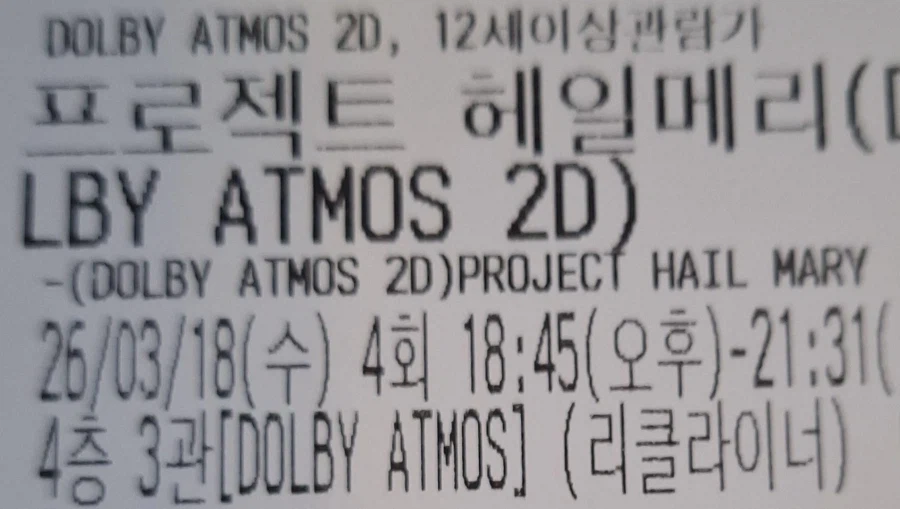 DOLBY ATMOS 2D, 12세이상관람가
프로젝트 헤일메리(D
LBY ATMOS 2D)
-(DOLBY ATMOS 2D)PROJECT HAIL MARY
26/03/18(수) 4회 18:45(오후)-21:31(
4층 3관[DOLBY ATMOS] (리클라이너)